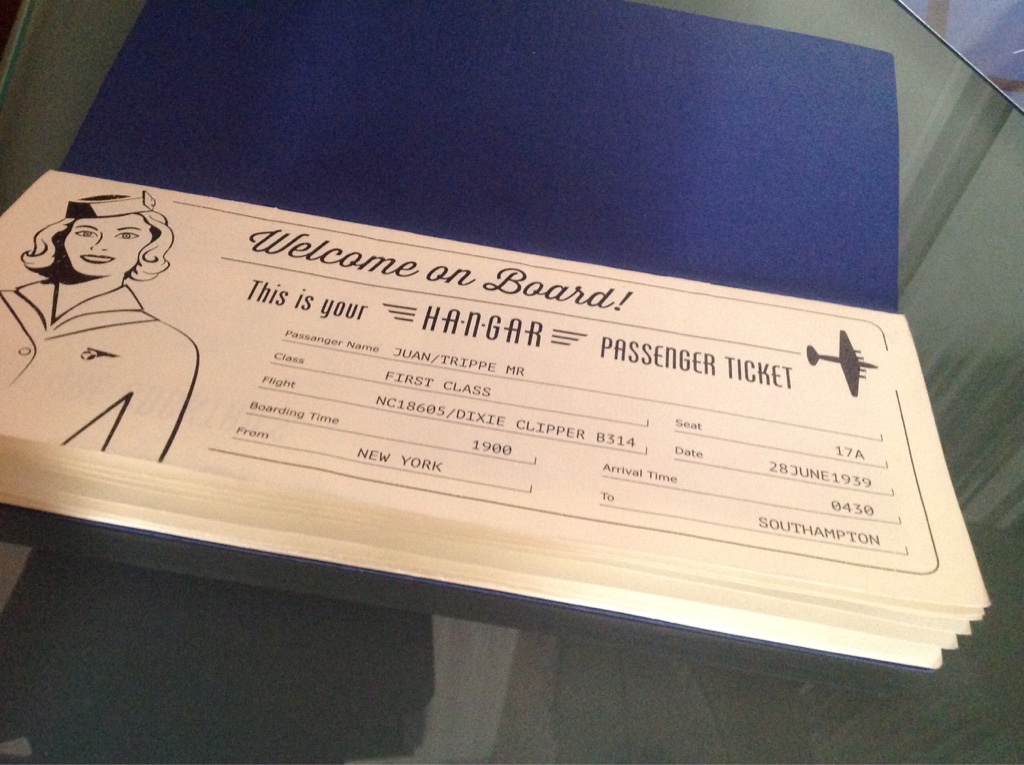 Welcome on Board!
This is your HANGAR PASSENGER TICKET
Passanger Name JUAN/TRIPPE MR
Class FIRST CLASS
Seat 17A
Flight NC18605/DIXIE CLIPPER B314
Date 28JUNE1939
Boarding Time 1900
Arrival Time 0430
From NEW YORK
To SOUTHAMPTON